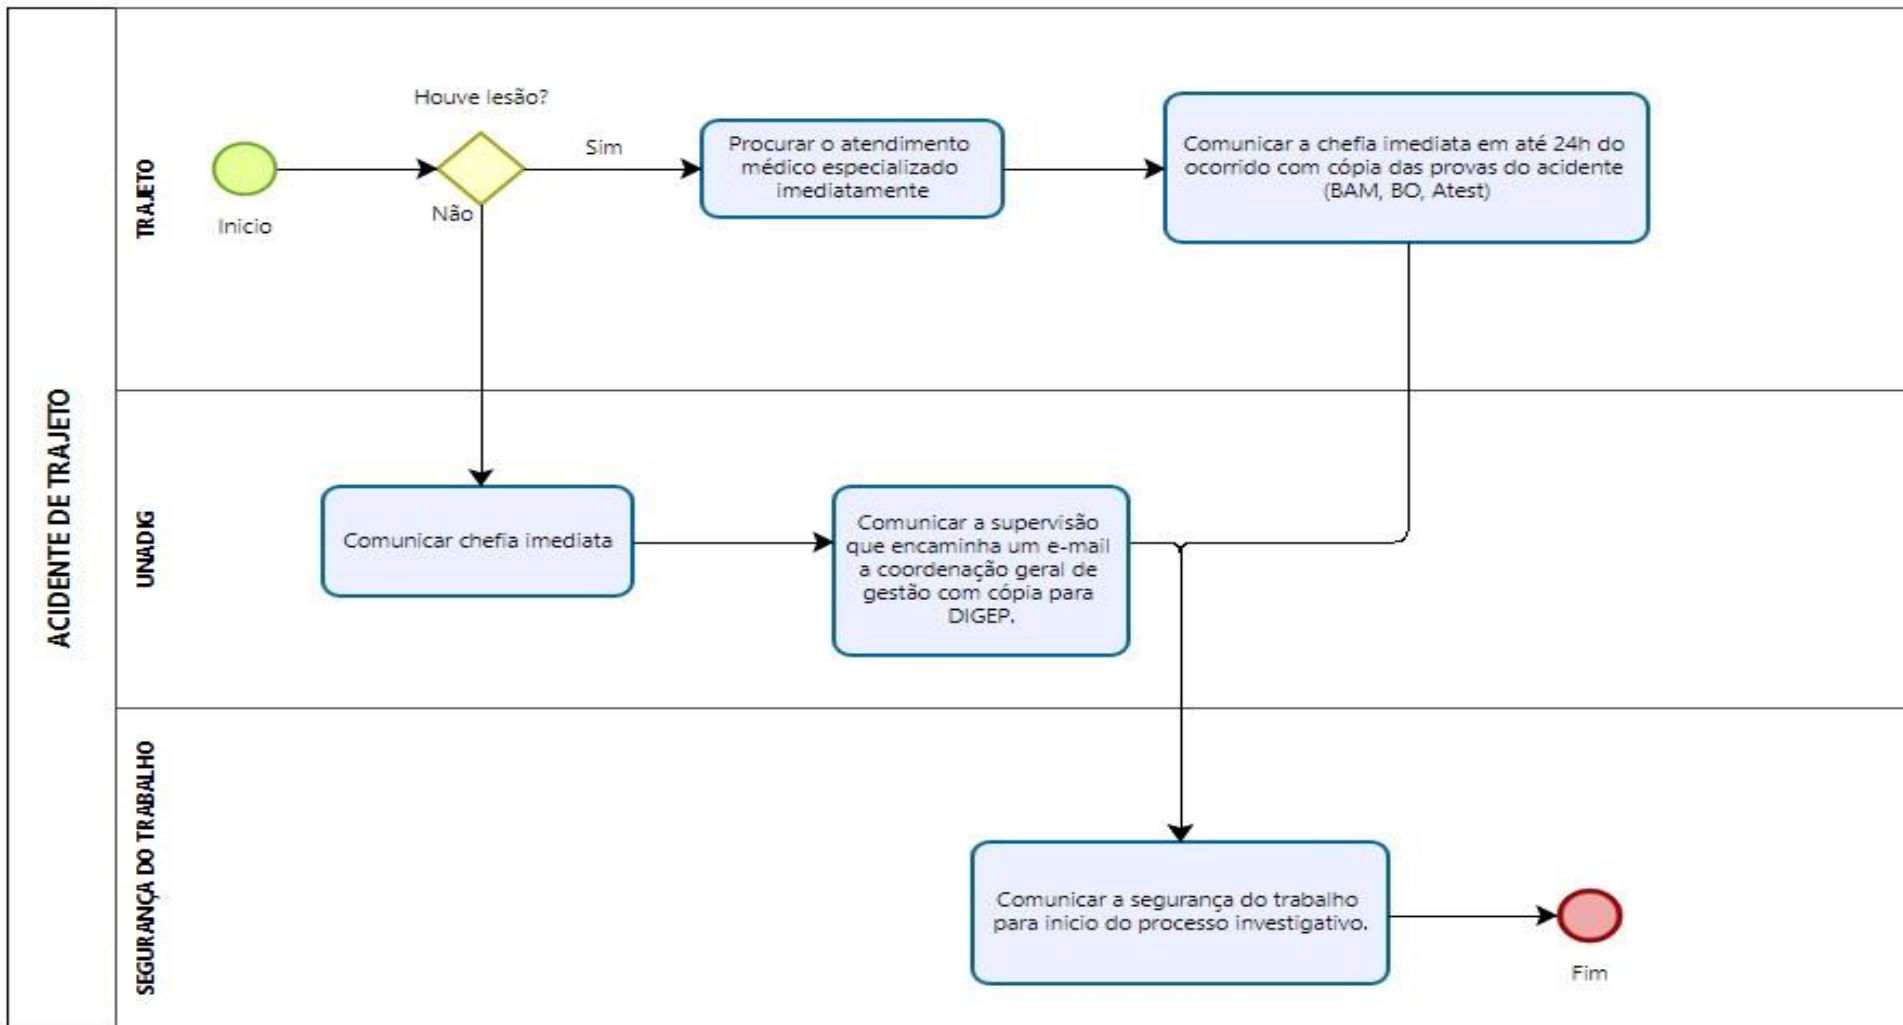 ACIDENTE DE TRAJETO
TRAJETO
Inicio
Houve lesão?
Sim
Não
Procurar o atendimento
médico especializado
imediatamente
Comunicar a chefia imediata em até 24h do
ocorrido com cópia das provas do acidente
(BAM, BO, Atest)
UNADIG
Comunicar chefia imediata
Comunicar a supervisão
que encaminha um e-mail
a coordenação geral de
gestão com cópia para
DIGEP.
SEGURANÇA DO TRABALHO
Comunicar a segurança do trabalho
para inicio do processo investigativo.
Fim